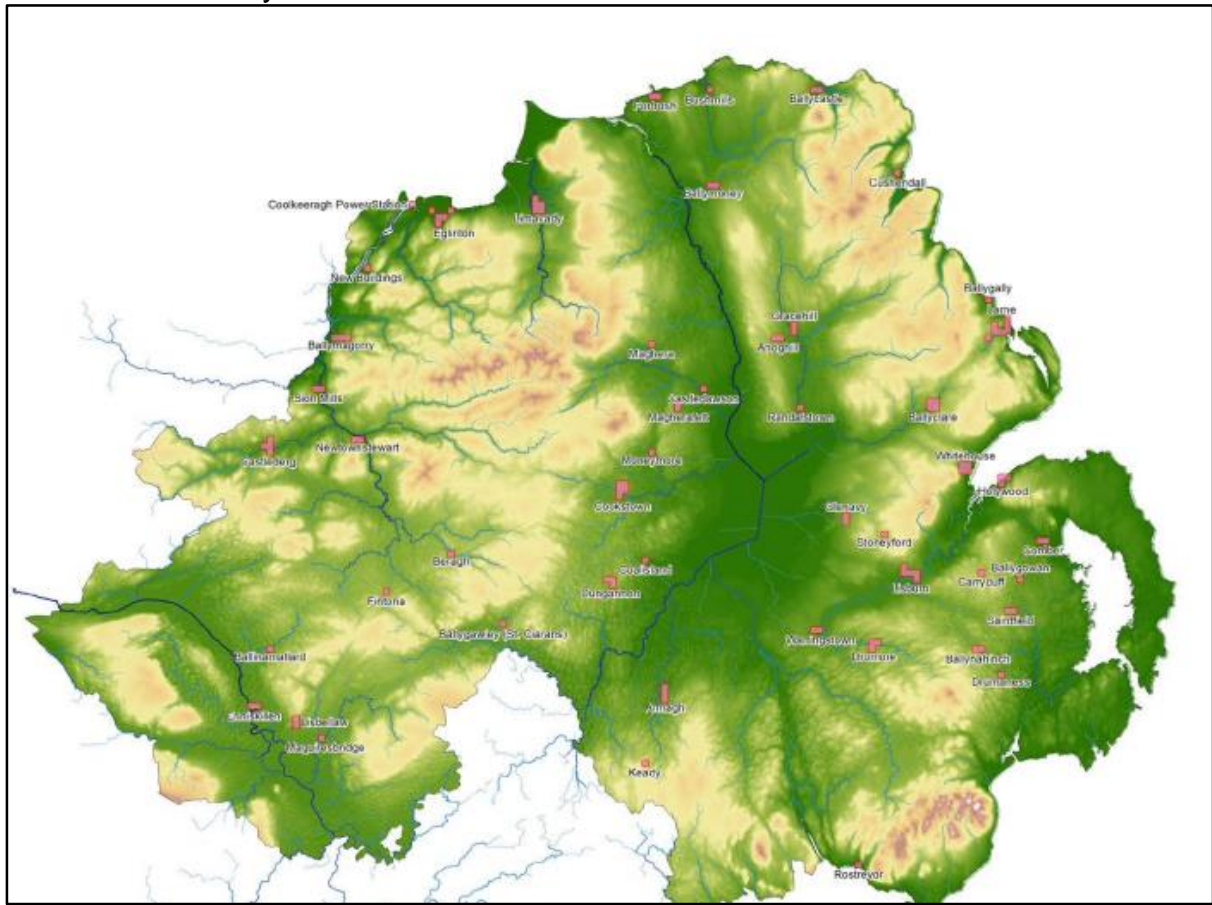 Portrush
Bushmills
Ballycastle
Cushendall
Ballymoney
Coolkeeragh Power Station
Limavady
Eglinton
New Buildings
Ballygally
Larne
Gracehill
Ahoghill
Ballymagorry
Maghera
Sion Mills
Castledawson
Magherafelt
Randalstown
Ballyclare
Newtownstewart
Castlederg
Moneymore
Whitehouse
Holywood
Cookstown
Glenavy
Stoneyford
Comber
Beragh
Coalisland
Dungannon
Lisburn
Carryduff
Ballygowan
Fintona
Saintfield
Ballygawley (St. Ciarans)
Waringstown
Dromore
Ballinamallard
Ballynahinch
Drumaness
Enniskillen
Lisbellaw
Armagh
Maguiresbridge
Keady
Rostrevor